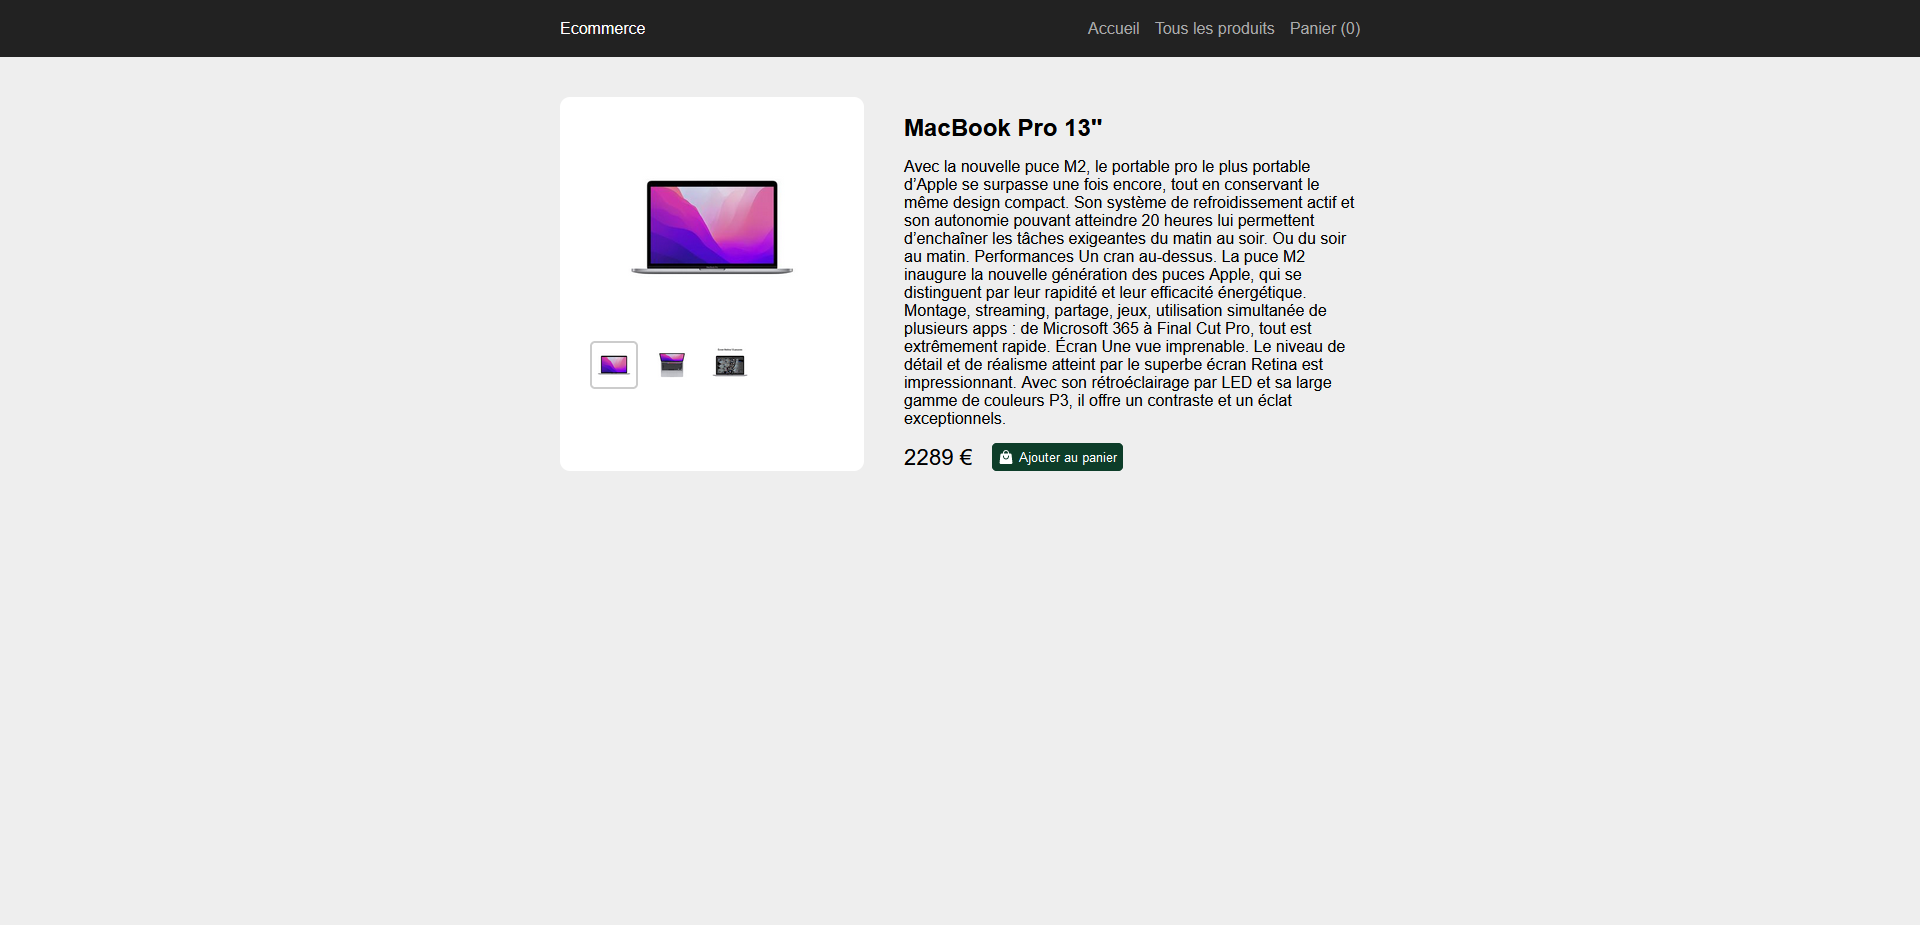 Ecommerce
Accueil
Tous les produits
Panier (0)
MacBook Pro 13"
Avec la nouvelle puce M2, le portable pro le plus portable
d’Apple se surpasse une fois encore, tout en conservant le
même design compact. Son système de refroidissement actif et
son autonomie pouvant atteindre 20 heures lui permettent
d’enchaîner les tâches exigeantes du matin au soir. Ou du soir
au matin. Performances Un cran au-dessus. La puce M2
inaugure la nouvelle génération des puces Apple, qui se
distinguent par leur rapidité et leur efficacité énergétique.
Montage, streaming, partage, jeux, utilisation simultanée de
plusieurs apps : de Microsoft 365 à Final Cut Pro, tout est
extrêmement rapide. Écran Une vue imprenable. Le niveau de
détail et de réalisme atteint par le superbe écran Retina est
impressionnant. Avec son rétroéclairage par LED et sa large
gamme de couleurs P3, il offre un contraste et un éclat
exceptionnels.
2289 €
Ajouter au panier